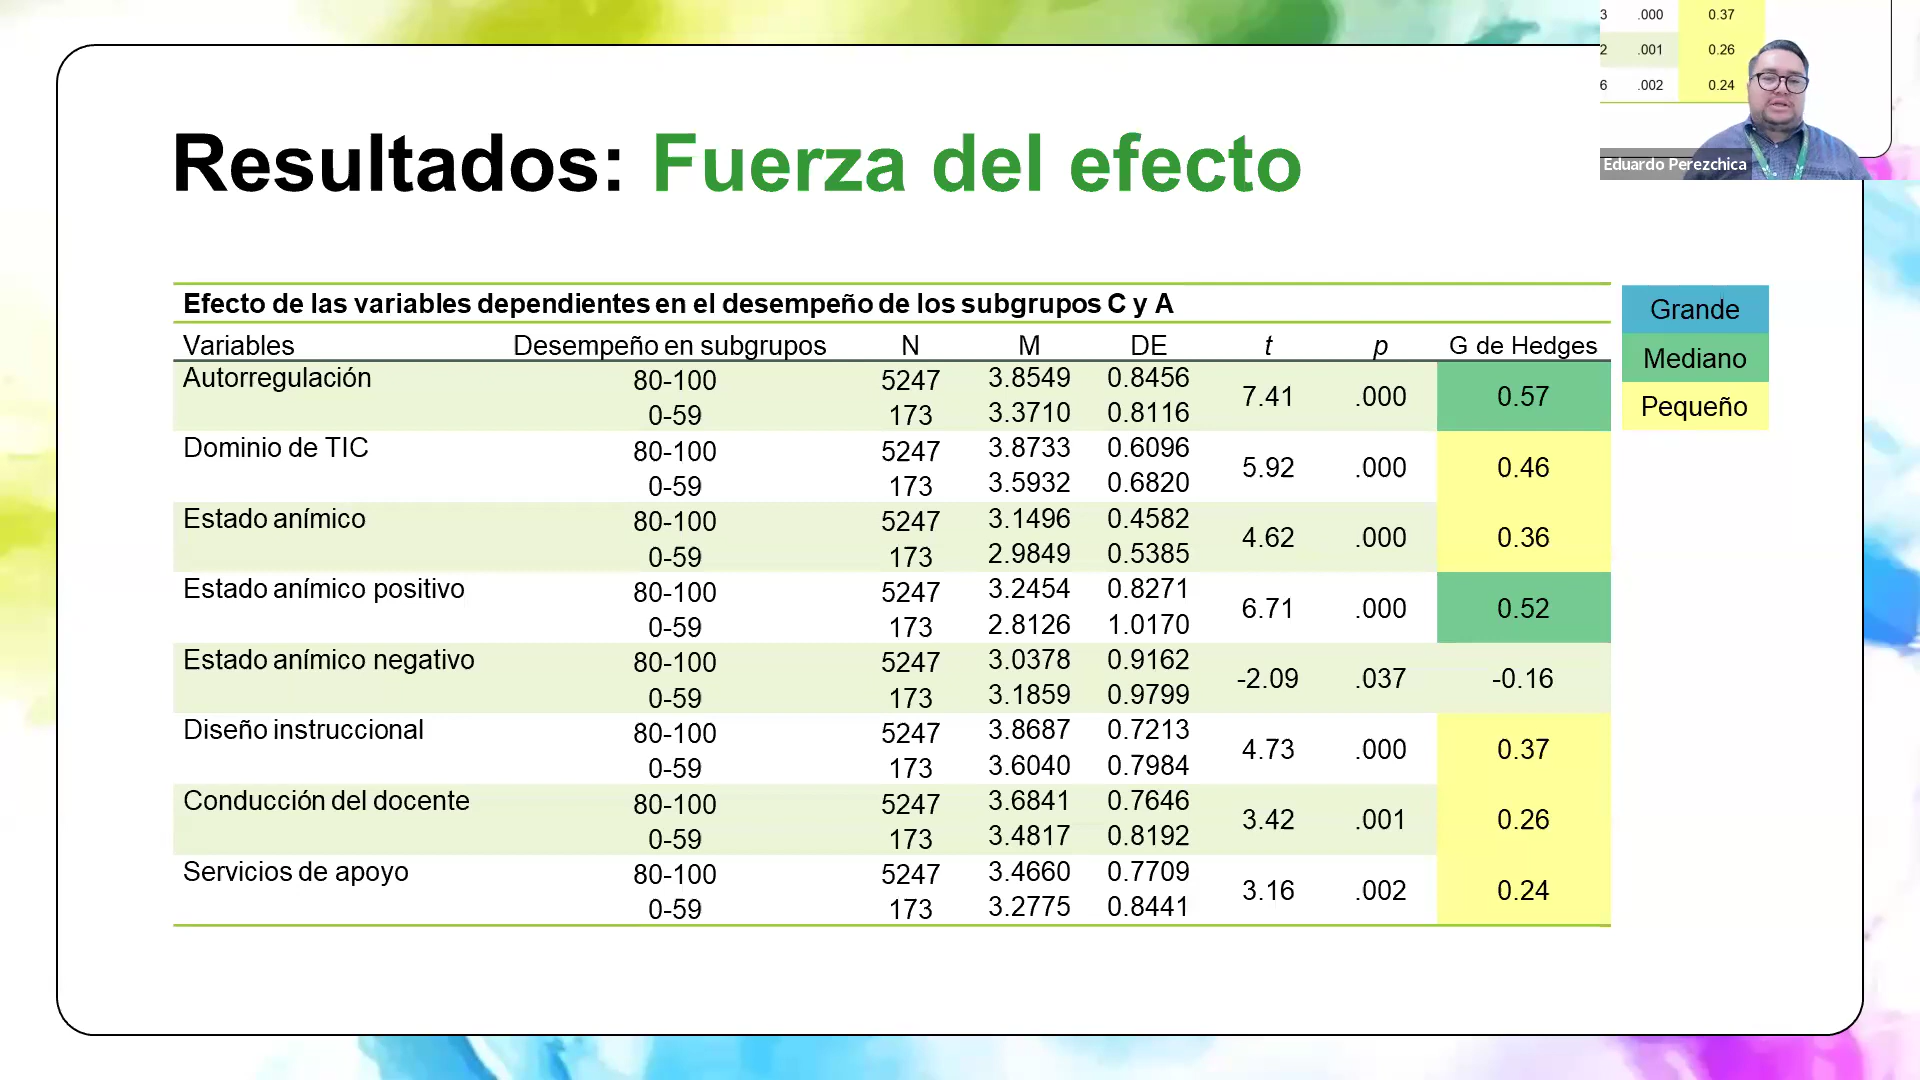 3 .000 0.37
2 .001 0.26
6 .002 0.24
Eduardo Perezchica
Resultados: Fuerza del efecto
Efecto de las variables dependientes en el desempeño de los subgrupos C y A
Variables Desempeño en subgrupos N M DE t p G de Hedges
Autorregulación 80-100 5247 3.8549 0.8456 7.41 .000 0.57
0-59 173 3.3710 0.8116
Dominio de TIC 80-100 5247 3.8733 0.6096 5.92 .000 0.46
0-59 173 3.5932 0.6820
Estado anímico 80-100 5247 3.1496 0.4582 4.62 .000 0.36
0-59 173 2.9849 0.5385
Estado anímico positivo 80-100 5247 3.2454 0.8271 6.71 .000 0.52
0-59 173 2.8126 1.0170
Estado anímico negativo 80-100 5247 3.0378 0.9162 -2.09 .037 -0.16
0-59 173 3.1859 0.9799
Diseño instruccional 80-100 5247 3.8687 0.7213 4.73 .000 0.37
0-59 173 3.6040 0.7984
Conducción del docente 80-100 5247 3.6841 0.7646 3.42 .001 0.26
0-59 173 3.4817 0.8192
Servicios de apoyo 80-100 5247 3.4660 0.7709 3.16 .002 0.24
0-59 173 3.2775 0.8441
Grande
Mediano
Pequeño